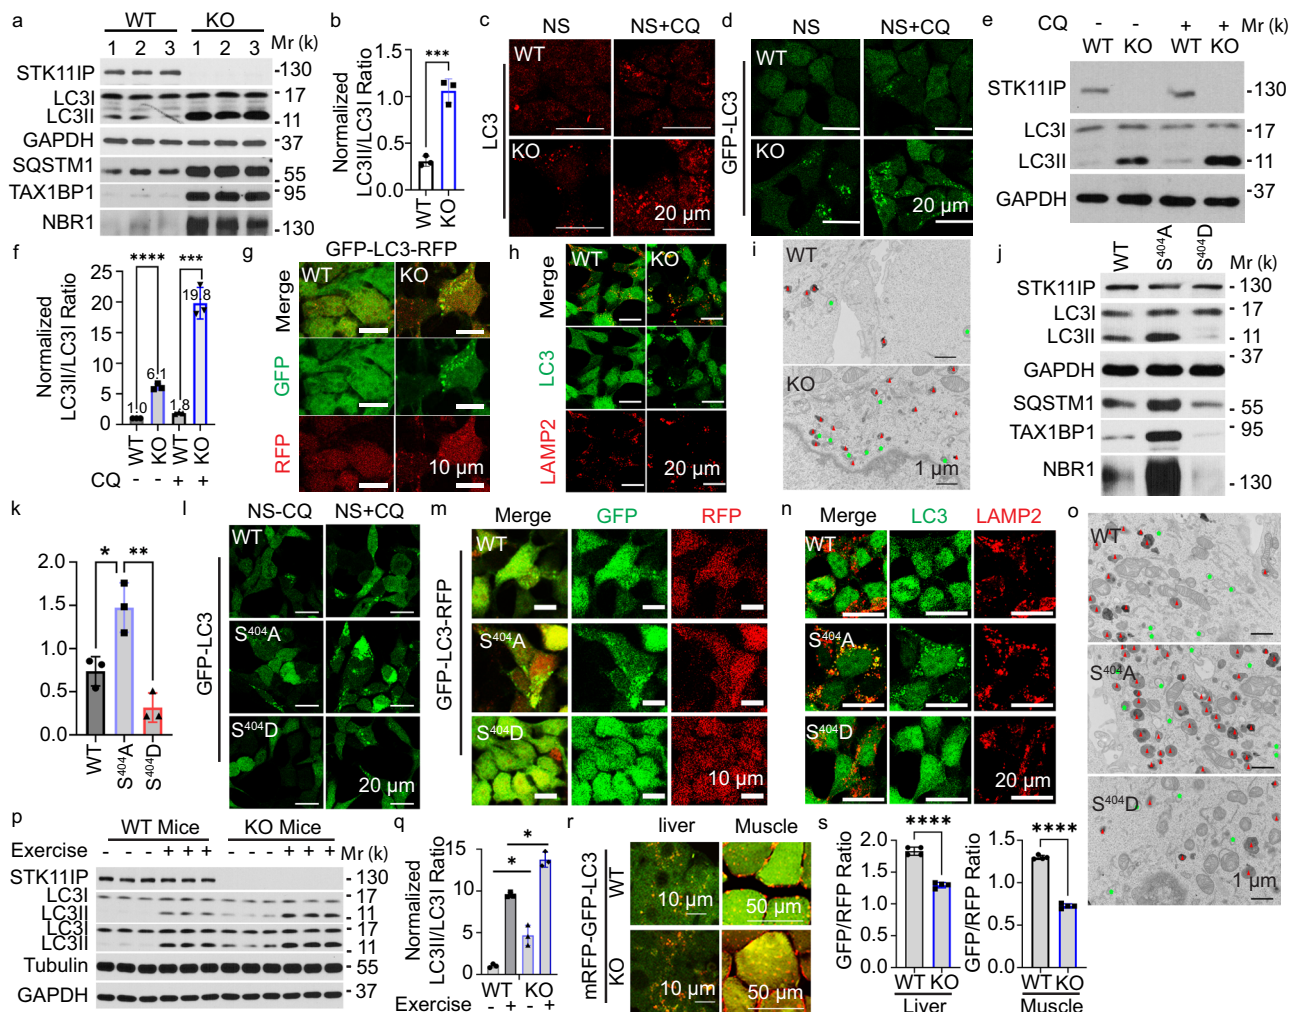 a
WT KO
1 2 3 1 2 3 Mr (k)
STK11IP -130
LC3I - 17
LC3II - 11
GAPDH - 37
SQSTM1 - 55
TAX1BP1 - 95
NBR1 -130
b
Normalized
LC3II/LC3I Ratio
1.5
1.0
0.5
0.0
***
WT KO
c
NS NS+CQ
LC3
WT
KO
20 µm
d
NS NS+CQ
GFP-LC3
WT
KO
20 µm
e
CQ - - + + Mr (k)
WT KO WT KO
STK11IP -130
LC3I -17
LC3II -11
GAPDH -37
f
Normalized
LC3II/LC3I Ratio
25
20
15
10
5
0
**** ***
1.0 6.1 1.8 19.8
WT KO WT KO
CQ - - + +
g
GFP-LC3-RFP
WT KO
Merge
GFP
RFP
10 µm
h
WT KO
Merge
LC3
LAMP2
20 µm
i
WT
KO
1 µm
j
WT S404A S404D Mr (k)
STK11IP - 130
LC3I - 17
LC3II - 11
GAPDH - 37
SQSTM1 - 55
TAX1BP1 - 95
NBR1 - 130
k
2.0
1.5
1.0
0.5
0.0
* **
WT S404A S404D
l
NS-CQ NS+CQ
GFP-LC3
WT
S404A
S404D
20 µm
m
Merge GFP RFP
GFP-LC3-RFP
WT
S404A
S404D
10 µm
n
Merge LC3 LAMP2
WT
S404A
S404D
20 µm
o
WT
S404A
S404D
1 µm
p
WT Mice KO Mice
Exercise - - - + + + - - - + + + Mr (k)
STK11IP - 130
LC3I - 17
LC3II - 11
LC3I - 17
LC3II - 11
Tubulin - 55
GAPDH - 37
q
Normalized
LC3II/LC3I Ratio
15
10
5
0
* * *
WT KO
Exercise - + - +
r
liver Muscle
mRFP-GFP-LC3
WT
10 µm 50 µm
KO
10 µm 50 µm
s
GFP/RFP Ratio
2.0
1.5
1.0
0.5
0.0
****
WT KO
Liver
GFP/RFP Ratio
1.5
1.0
0.5
0.0
****
WT KO
Muscle